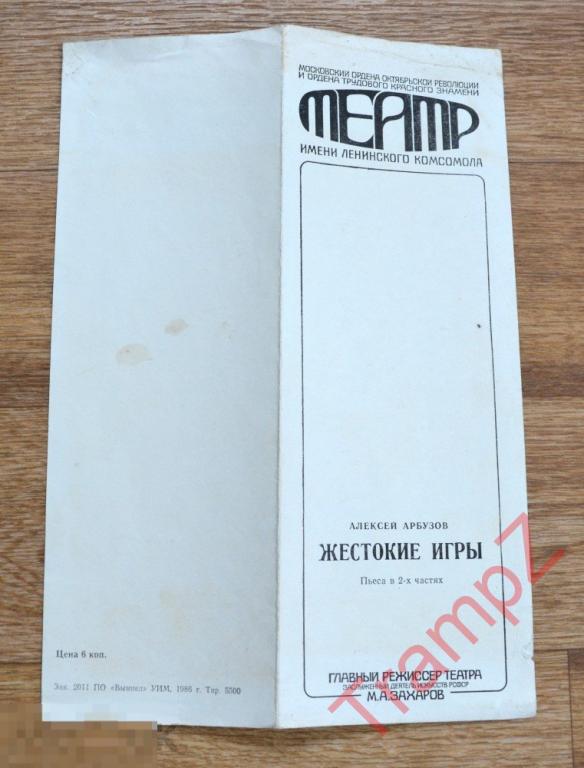 МОСКОВСКИЙ ОРДЕНА ОКТЯБРЬСКОЙ РЕВОЛЮЦИИ
И ОРДЕНА ТРУДОВОГО КРАСНОГО ЗНАМЕНИ
ТЕАТР
ИМЕНИ ЛЕНИНСКОГО КОМСОМОЛА
АЛЕКСЕЙ АРБУЗОВ
ЖЕСТОКИЕ ИГРЫ
Пьеса в 2-х частях
ГЛАВНЫЙ РЕЖИССЕР ТЕАТРА
ЗАСЛУЖЕННЫЙ ДЕЯТЕЛЬ ИСКУССТВ РСФСР
М.А.ЗАХАРОВ
Цена 6 коп.
Зак. 2011 ПО «Вымпел» УИМ, 1986 г. Тир. 5500
TrampZ